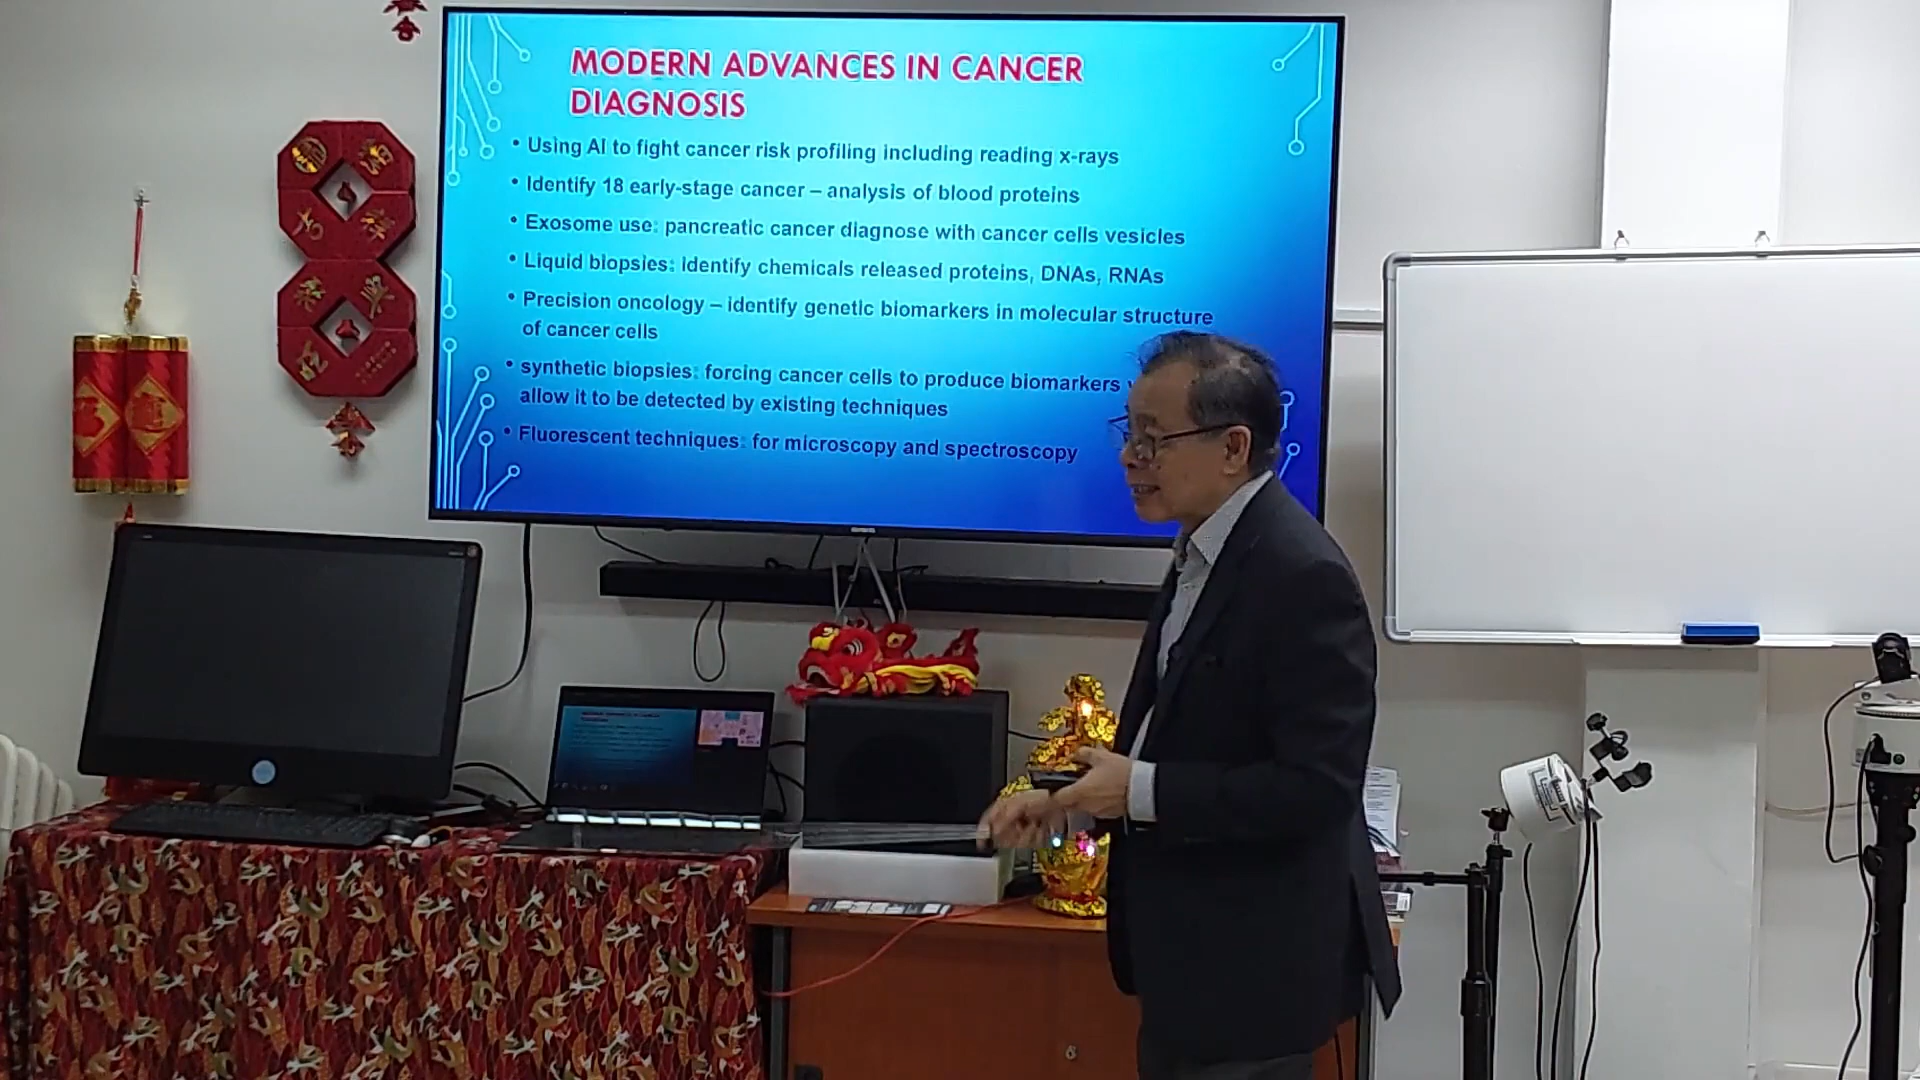 MODERN ADVANCES IN CANCER
DIAGNOSIS
• Using AI to fight cancer risk profiling including reading x-rays
• Identify 18 early-stage cancer – analysis of blood proteins
• Exosome use: pancreatic cancer diagnose with cancer cells vesicles
• Liquid biopsies: identify chemicals released proteins, DNAs, RNAs
• Precision oncology – identify genetic biomarkers in molecular structure
of cancer cells
• synthetic biopsies: forcing cancer cells to produce biomarkers
allow it to be detected by existing techniques
• Fluorescent techniques: for microscopy and spectroscopy